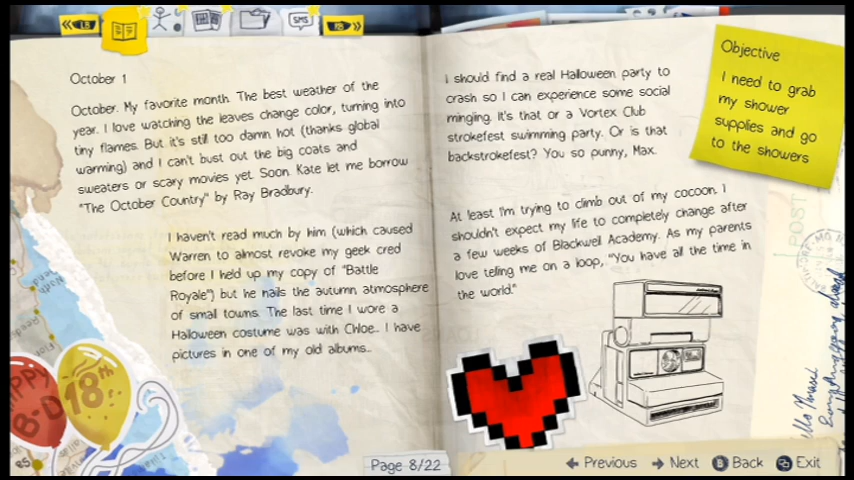 LB
SMS
RB
October 1
October. My favorite month. The best weather of the
year. I love watching the leaves change color, turning into
tiny flames. But it's still too damn hot (thanks global
warming) and I can't bust out the big coats and
sweaters or scary movies yet. Soon. Kate let me borrow
"The October Country" by Ray Bradbury.
I haven't read much by him (which caused
Warren to almost revoke my geek cred
before I held up my copy of "Battle
Royale") but he nails the autumn atmosphere
of small towns. The last time I wore a
Halloween costume was with Chloe... I have
pictures in one of my old albums...
I should find a real Halloween party to
crash so I can experience some social
mingling. It's that or a Vortex Club
strokefest swimming party. Or is that
backstrokefest? You so punny, Max.
At least I'm trying to climb out of my cocoon. I
shouldn't expect my life to completely change after
a few weeks of Blackwell Academy. As my parents
love telling me on a loop, "You have all the time in
the world."
Objective
I need to grab
my shower
supplies and go
to the showers
POST
HAPPY
B-D 18th
Page 8/22
Previous
Next
B Back
Exit